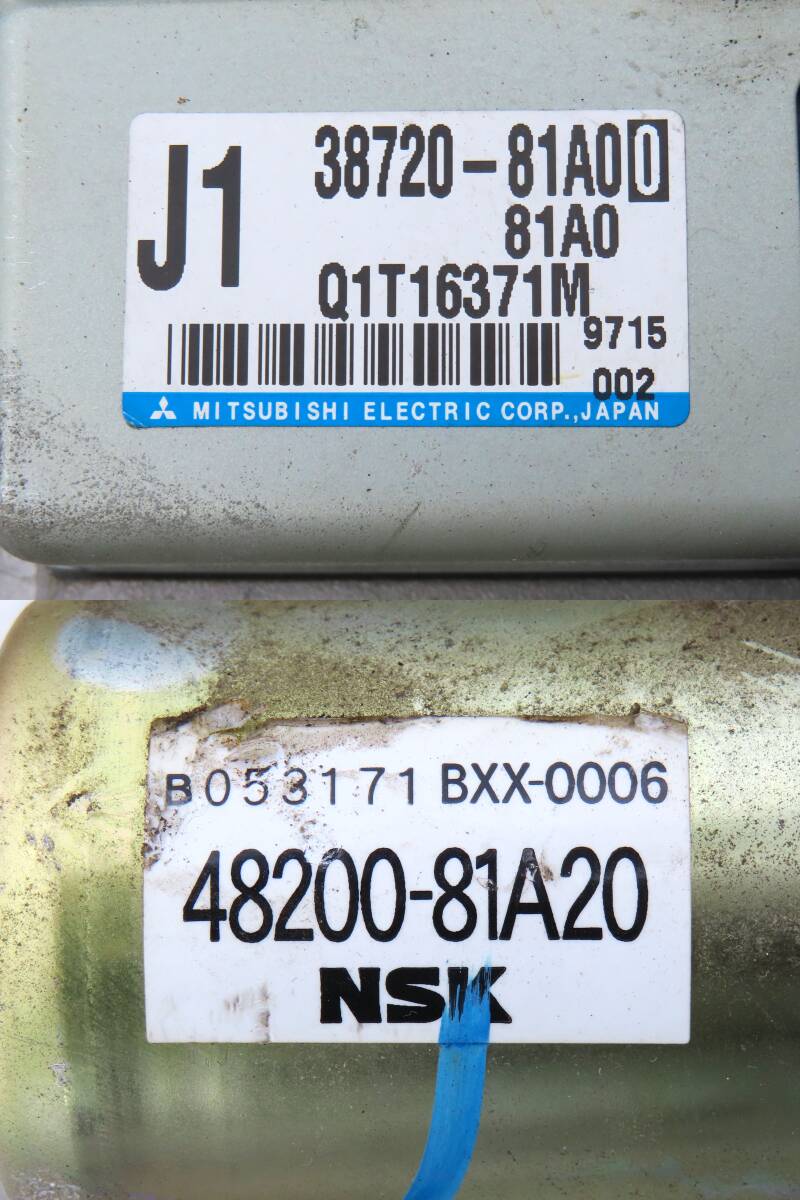 J1
38720-81A00
81A0
Q1T16371M
9715
002
MITSUBISHI ELECTRIC CORP.,JAPAN
B053171 BXX-0006
48200-81A20
NSK